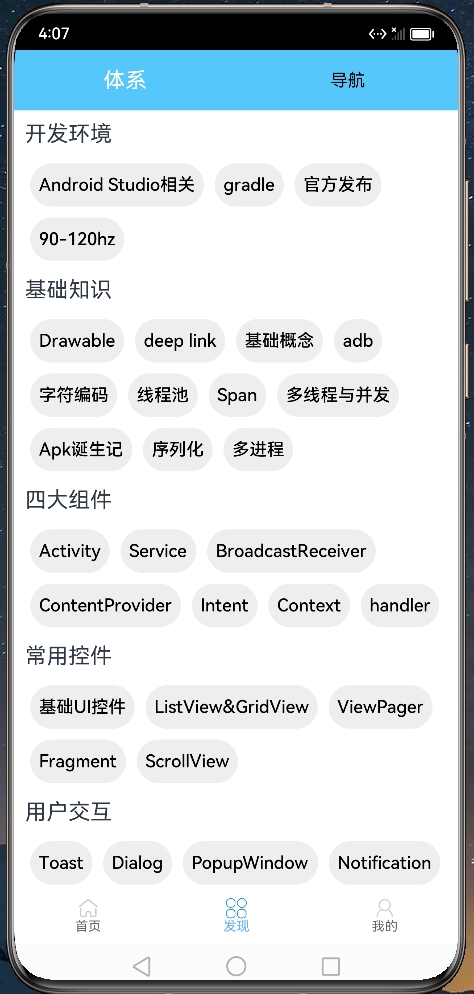 4:07
体系 导航
开发环境
Android Studio相关 gradle 官方发布
90-120hz
基础知识
Drawable deep link 基础概念 adb
字符编码 线程池 Span 多线程与并发
Apk诞生记 序列化 多进程
四大组件
Activity Service BroadcastReceiver
ContentProvider Intent Context handler
常用控件
基础UI控件 ListView&GridView ViewPager
Fragment ScrollView
用户交互
Toast Dialog PopupWindow Notification
首页 发现 我的